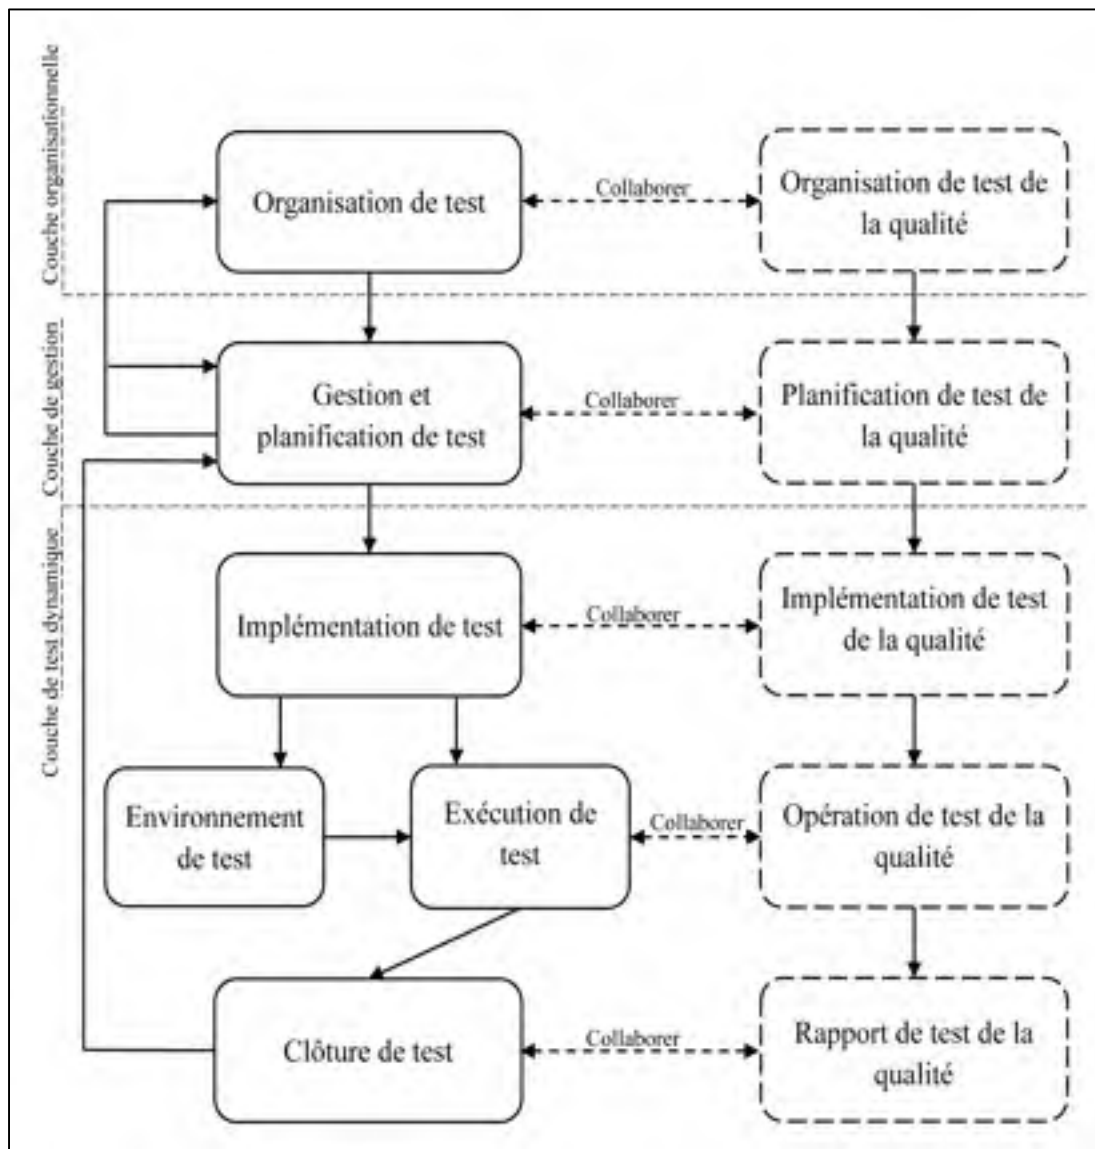 Couche organisationnelle
Organisation de test
Collaborer
Organisation de test de
la qualité
Couche de gestion
Gestion et
planification de test
Collaborer
Planification de test de
la qualité
Couche de test dynamique
Implémentation de test
Collaborer
Implémentation de test
de la qualité
Environnement
de test
Exécution de
test
Collaborer
Opération de test de la
qualité
Clôture de test
Collaborer
Rapport de test de la
qualité